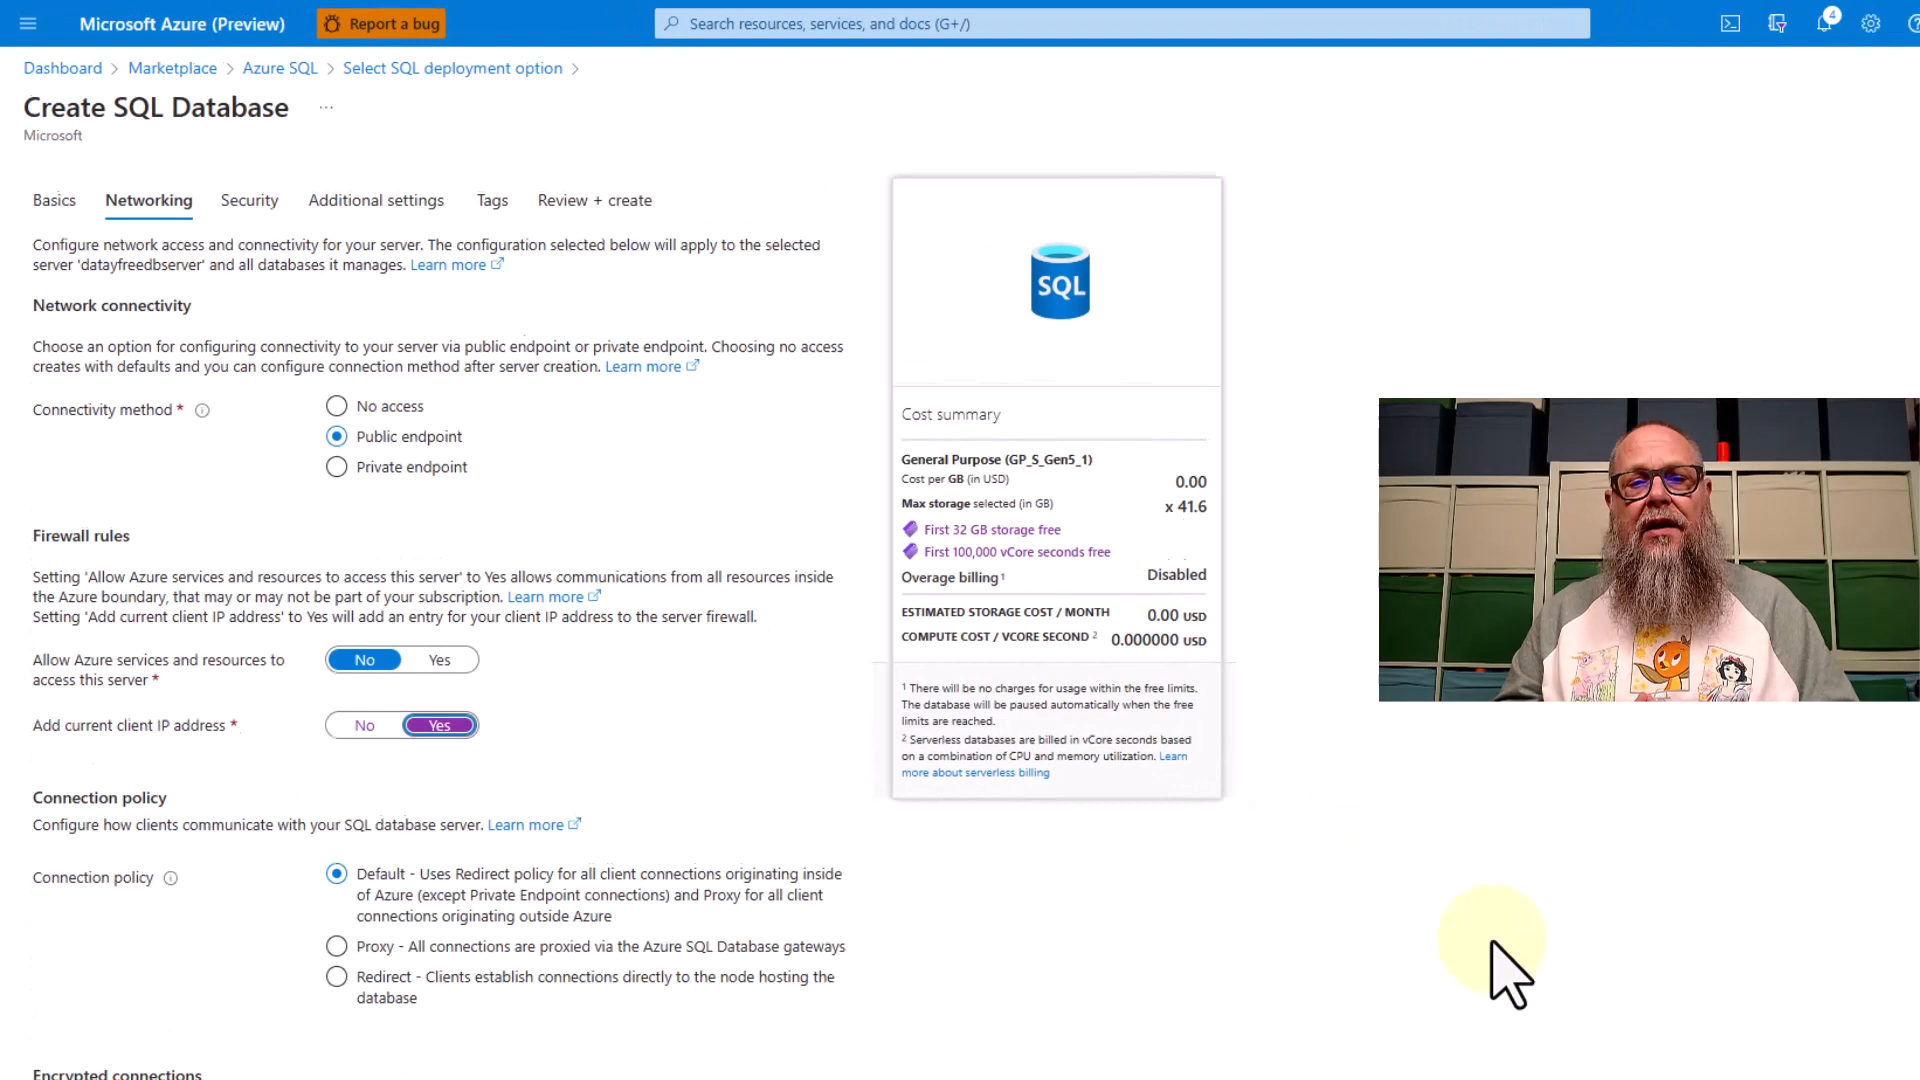 Microsoft Azure (Preview)
Report a bug
Search resources, services, and docs (G+/)
4
Dashboard > Marketplace > Azure SQL > Select SQL deployment option >
Create SQL Database ...
Microsoft
Basics
Networking
Security
Additional settings
Tags
Review + create
Configure network access and connectivity for your server. The configuration selected below will apply to the selected
server 'datayfreedbserver' and all databases it manages. Learn more
Network connectivity
Choose an option for configuring connectivity to your server via public endpoint or private endpoint. Choosing no access
creates with defaults and you can configure connection method after server creation. Learn more
Connectivity method *
No access
Public endpoint
Private endpoint
Firewall rules
Setting 'Allow Azure services and resources to access this server' to Yes allows communications from all resources inside
the Azure boundary, that may or may not be part of your subscription. Learn more
Setting 'Add current client IP address' to Yes will add an entry for your client IP address to the server firewall.
Allow Azure services and resources to
access this server *
No Yes
Add current client IP address *
No Yes
Connection policy
Configure how clients communicate with your SQL database server. Learn more
Connection policy
Default - Uses Redirect policy for all client connections originating inside
of Azure (except Private Endpoint connections) and Proxy for all client
connections originating outside Azure
Proxy - All connections are proxied via the Azure SQL Database gateways
Redirect - Clients establish connections directly to the node hosting the
database
Encrypted connections
SQL
Cost summary
General Purpose (GP_S_Gen5_1)
Cost per GB (in USD) 0.00
Max storage selected (in GB) x 41.6
First 32 GB storage free
First 100,000 vCore seconds free
Overage billing¹ Disabled
ESTIMATED STORAGE COST / MONTH 0.00 USD
COMPUTE COST / VCORE SECOND ² 0.000000 USD
¹ There will be no charges for usage within the free limits.
The database will be paused automatically when the free
limits are reached.
² Serverless databases are billed in vCore seconds based
on a combination of CPU and memory utilization. Learn
more about serverless billing